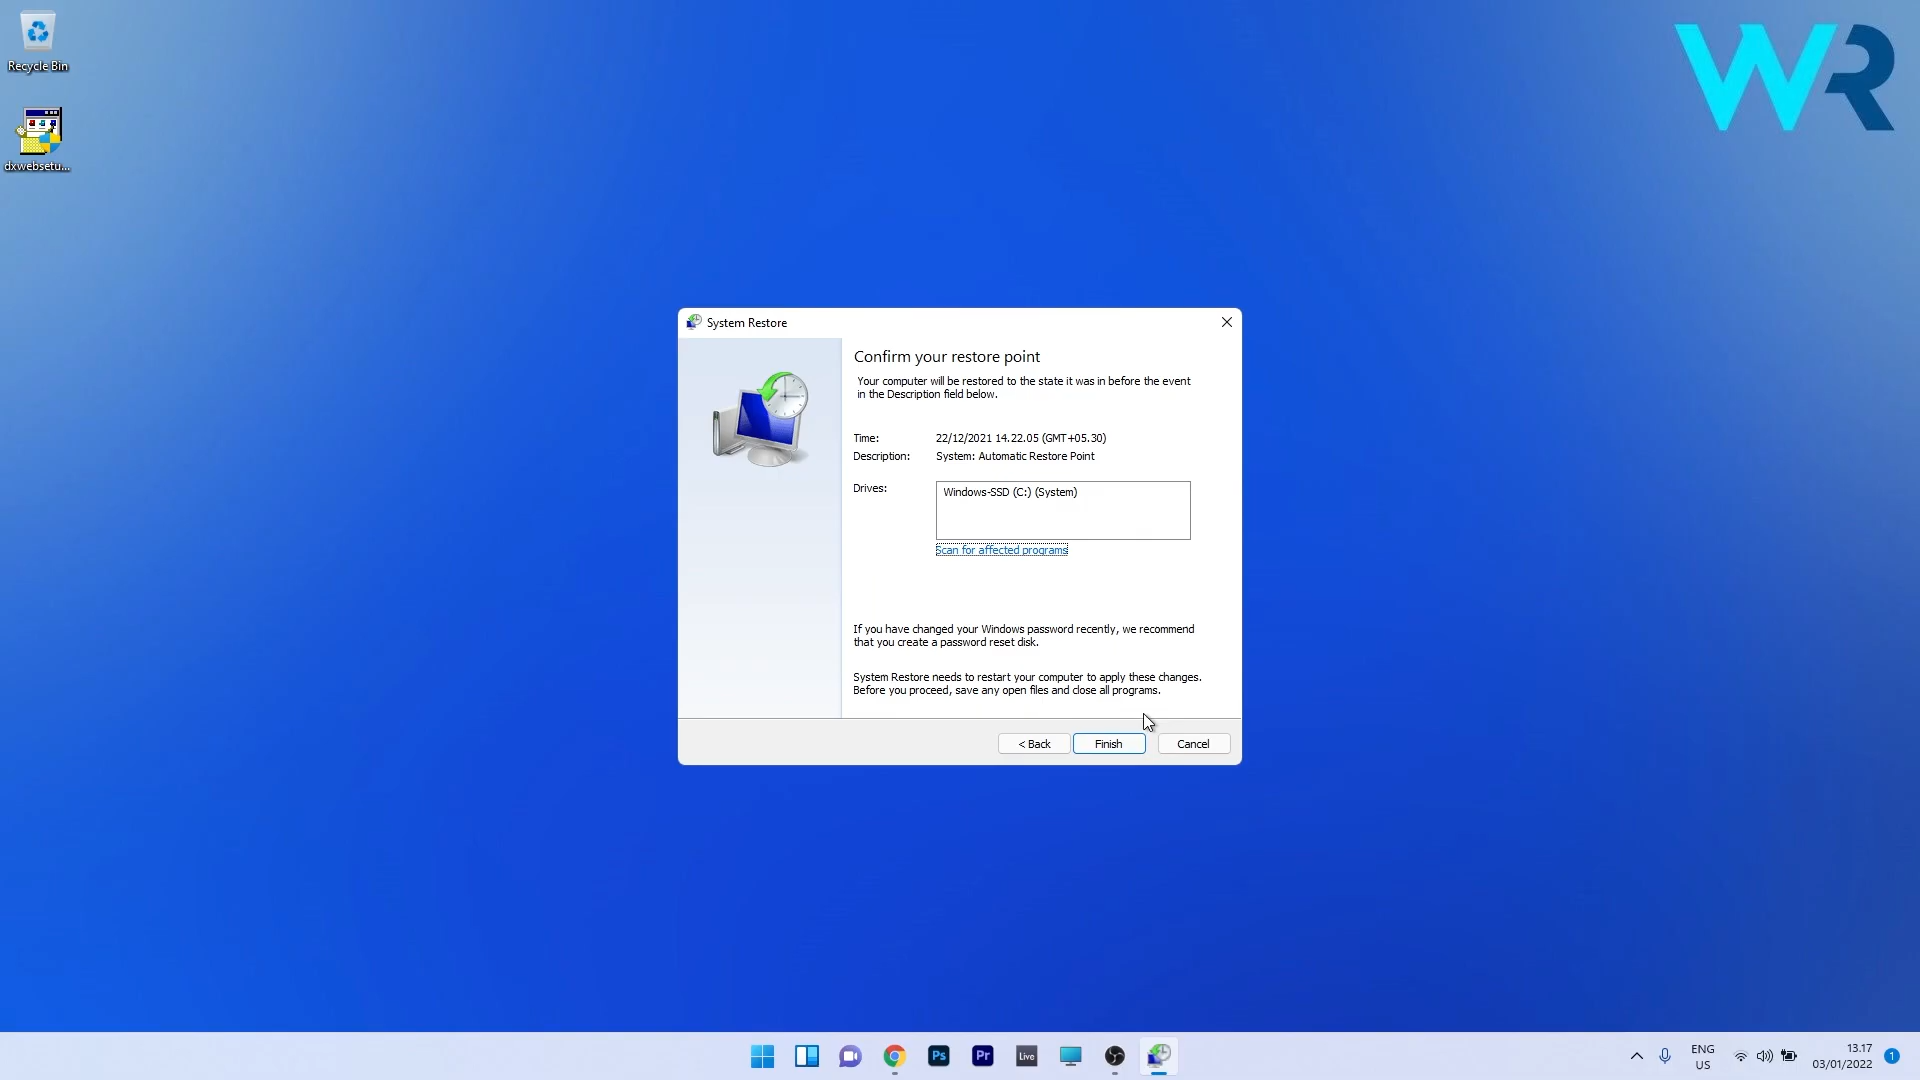 Recycle Bin
dxwebsetu...
WR
System Restore
Confirm your restore point
Your computer will be restored to the state it was in before the event
in the Description field below.
Time: 22/12/2021 14.22.05 (GMT+05.30)
Description: System: Automatic Restore Point
Drives: Windows-SSD (C:) (System)
Scan for affected programs
If you have changed your Windows password recently, we recommend
that you create a password reset disk.
System Restore needs to restart your computer to apply these changes.
Before you proceed, save any open files and close all programs.
< Back Finish Cancel
Ps Pr Live
ENG
US
13.17
03/01/2022
1